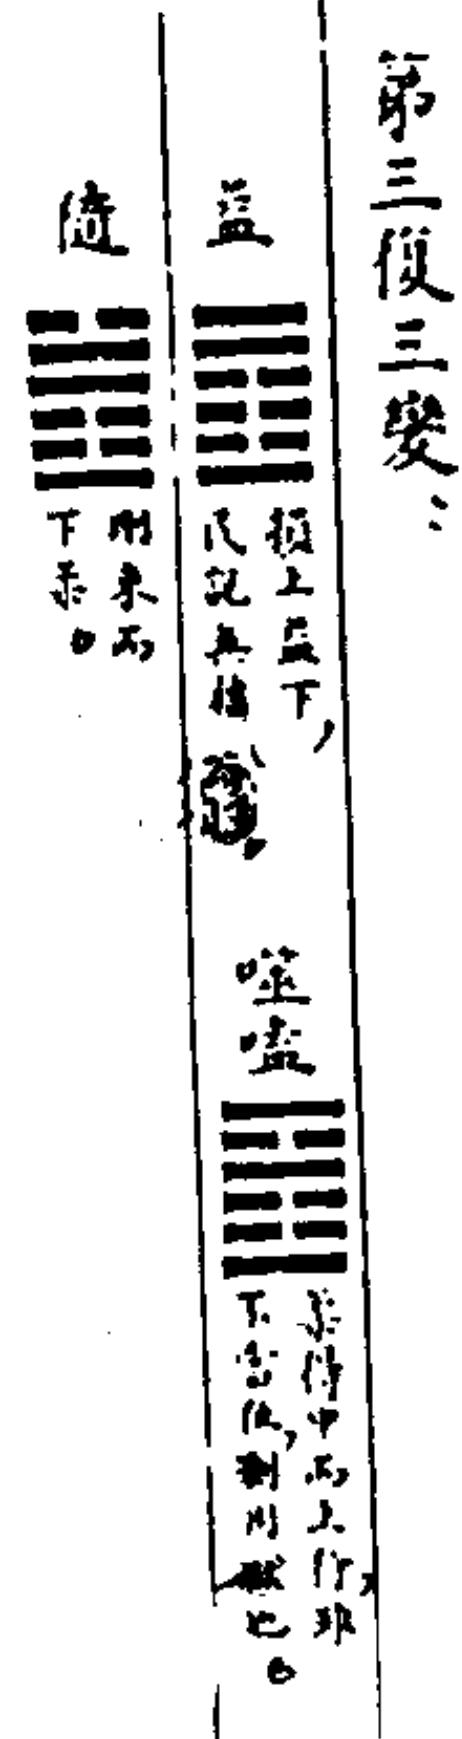 第三復三變：
益
損上益下，
民說無疆
噬嗑
柔得中而上行，雖
不當位，利用獄也。
隨
剛來而
下柔。